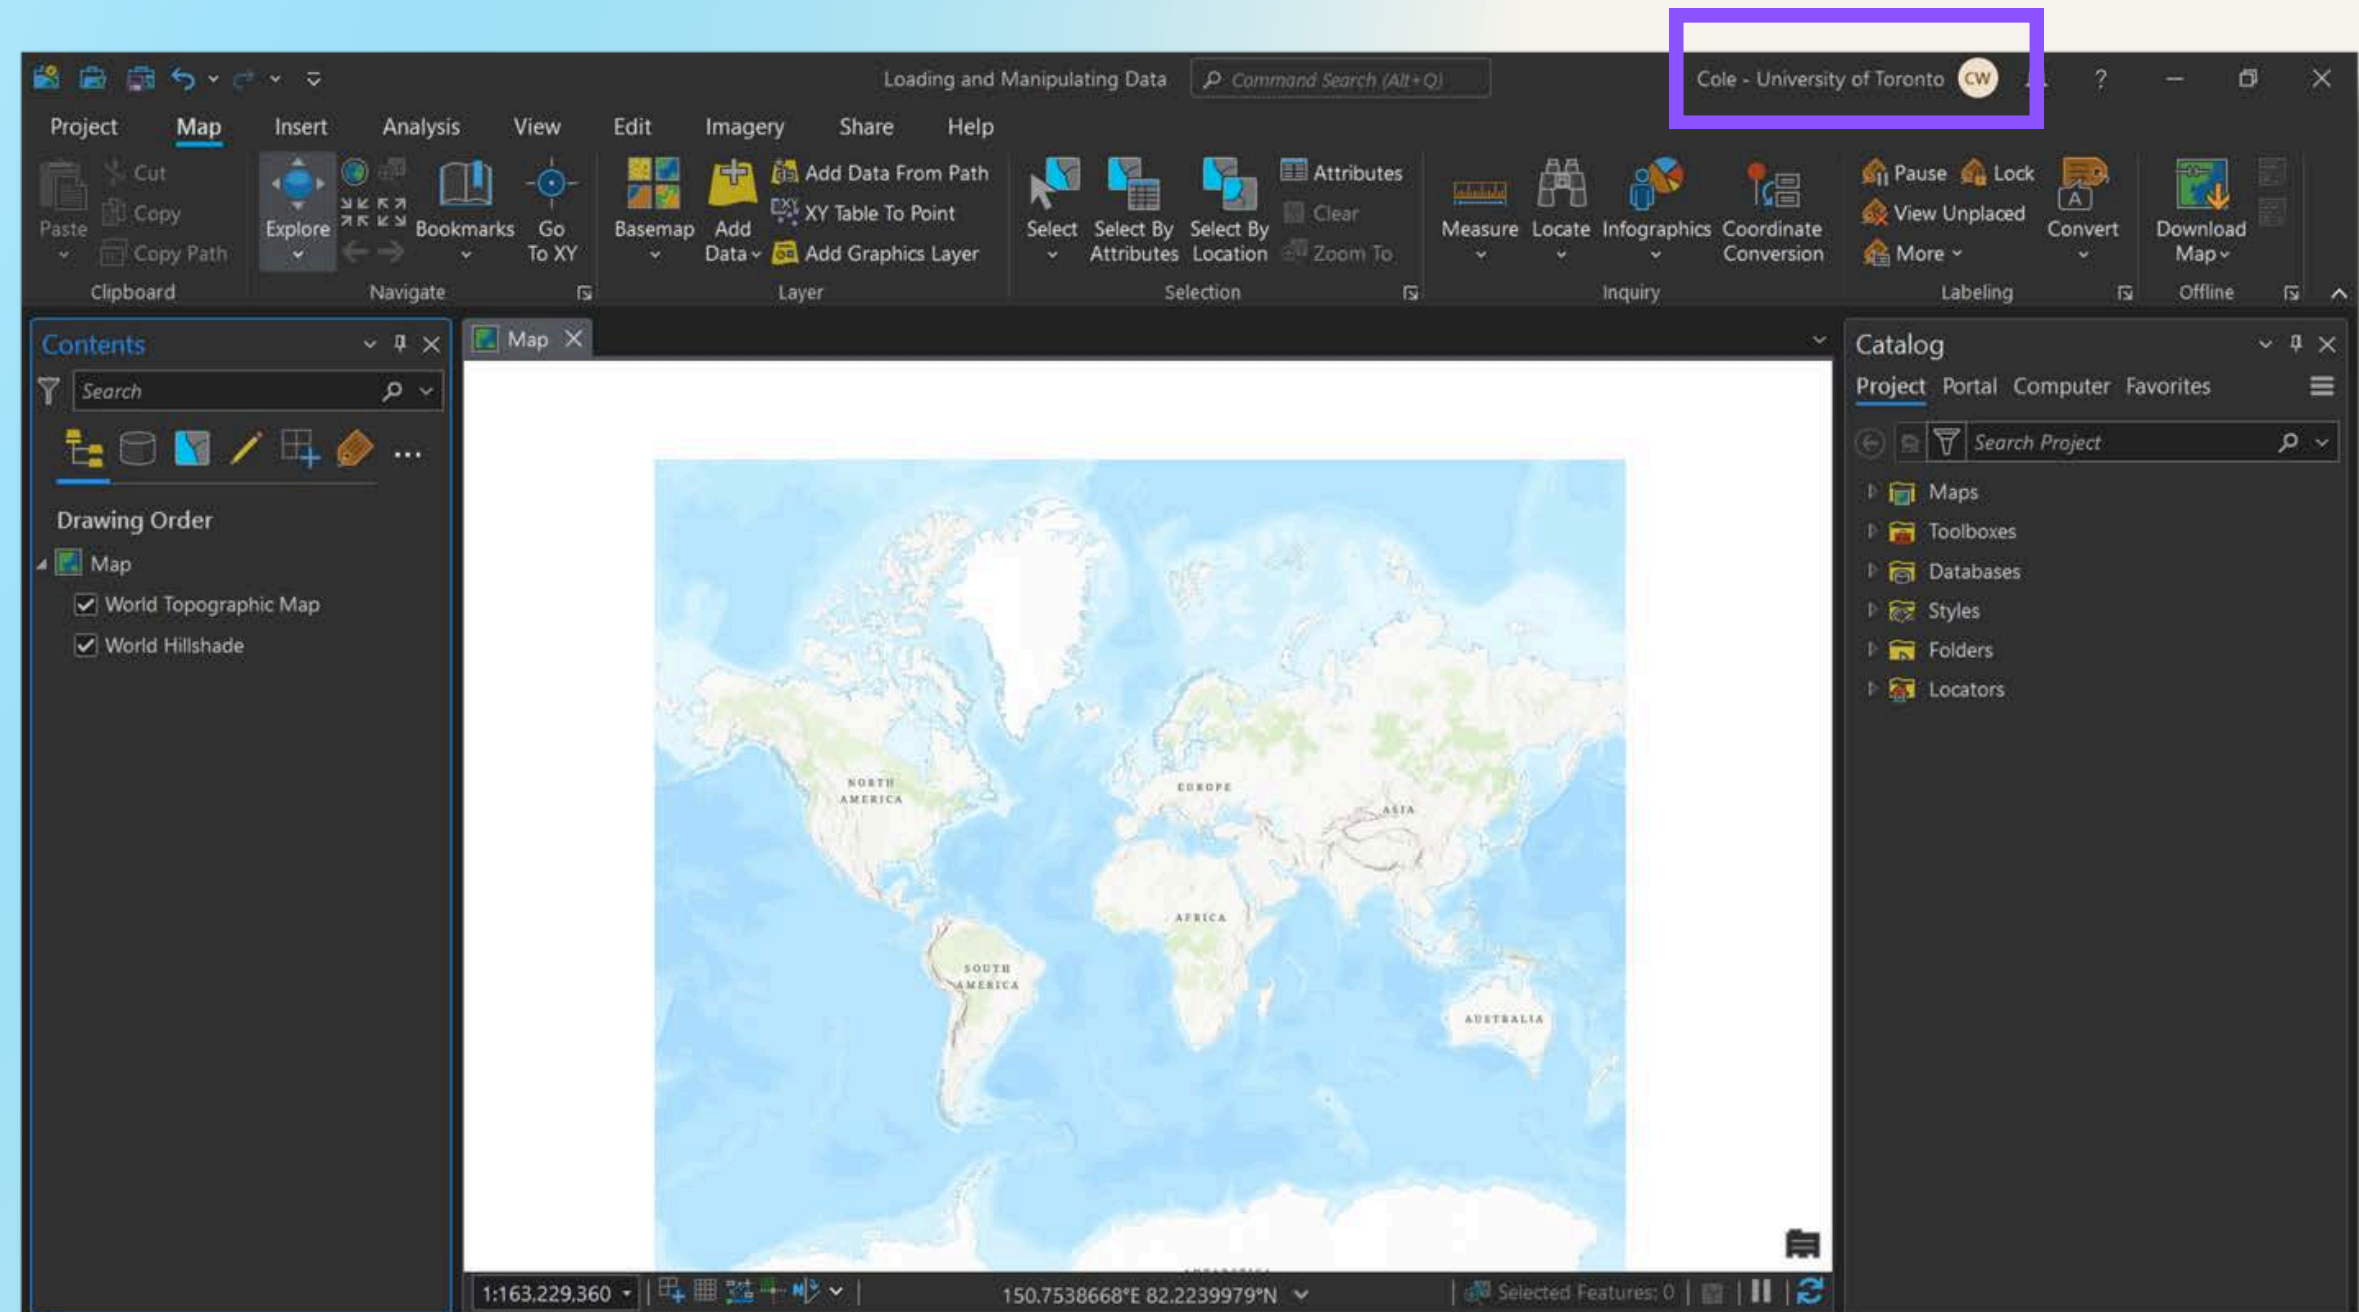 Loading and Manipulating Data
Command Search (Alt+Q)
Cole - University of Toronto CW
?
Project Map Insert Analysis View Edit Imagery Share Help
Paste
Cut
Copy
Copy Path
Clipboard
Explore
Bookmarks
Go
To XY
Navigate
Basemap
Add
Data
Add Data From Path
XY Table To Point
Add Graphics Layer
Layer
Select
Select By
Attributes
Select By
Location
Attributes
Clear
Zoom To
Selection
Measure
Locate
Infographics
Coordinate
Conversion
Inquiry
Pause Lock
View Unplaced
More
Convert
Labeling
Download
Map
Offline
Contents
Search
Drawing Order
Map
World Topographic Map
World Hillshade
Map
NORTH
AMERICA
EUROPE
ASIA
AFRICA
SOUTH
AMERICA
AUSTRALIA
1:163,229,360
150.7538668°E 82.2239979°N
Selected Features: 0
Catalog
Project Portal Computer Favorites
Search Project
Maps
Toolboxes
Databases
Styles
Folders
Locators